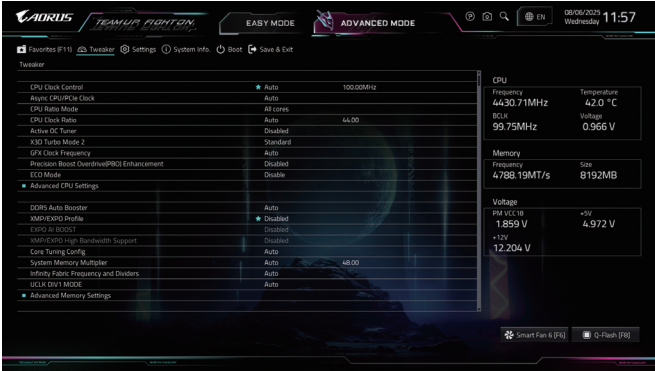 AORUS TEAM UP. FIGHT ON. EASY MODE ADVANCED MODE EN 08/06/2025 Wednesday 11:57
Favorites (F11) Tweaker Settings System Info. Boot Save & Exit
Tweaker
CPU Clock Control ★ Auto 100.00MHz
Async CPU/PCIe Clock Auto
CPU Ratio Mode All cores
CPU Clock Ratio Auto 44.00
Active OC Tuner Disabled
X3D Turbo Mode 2 Standard
GFX Clock Frequency Auto
Precision Boost Overdrive(PBO) Enhancement Disabled
ECO Mode Disable
Advanced CPU Settings
DDR5 Auto Booster Auto
XMP/EXPO Profile ★ Disabled
EXPO AI BOOST Disabled
XMP/EXPO High Bandwidth Support Disabled
Core Tuning Config Auto
System Memory Multiplier Auto 48.00
Infinity Fabric Frequency and Dividers Auto
UCLK DIV1 MODE Auto
Advanced Memory Settings
CPU
Frequency Temperature
4430.71MHz 42.0 °C
BCLK Voltage
99.75MHz 0.966 V
Memory
Frequency Size
4788.19MT/s 8192MB
Voltage
PM VCC18 +5V
1.859 V 4.972 V
+12V
12.204 V
Smart Fan 6 [F6] Q-Flash [F8]